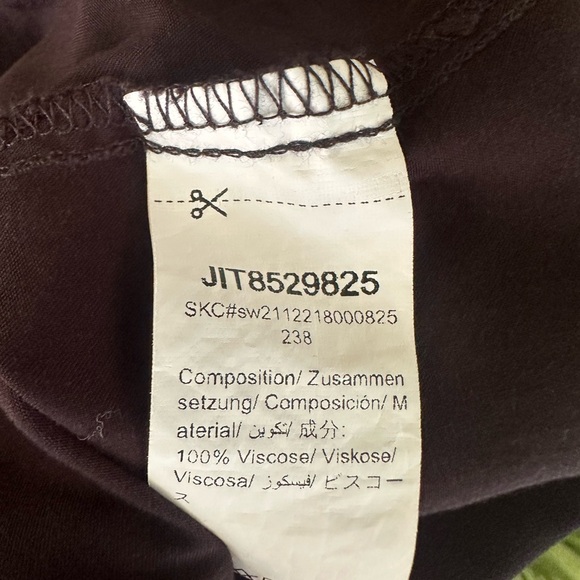 JIT8529825
SKC#sw2112218000825
238
Composition/ Zusammen
setzung/ Composición/ M
aterial/ تكوين/ 成分:
100% Viscose/ Viskose/
Viscosa/ فيسكوز/ ビスコー
ス